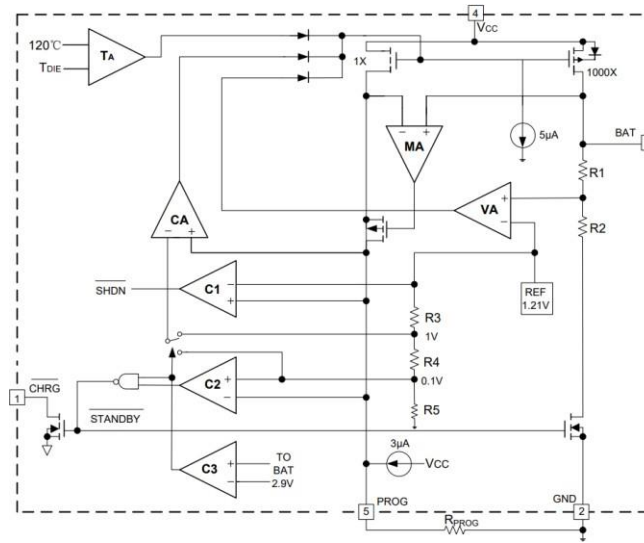 4
VCC
120℃
TDIE
TA
1X
1000X
5μA
BAT
MA
R1
CA
VA
R2
SHDN
C1
REF
1.21V
R3
1V
R4
0.1V
R5
C2
CHRG
1
STANDBY
C3
TO
BAT
2.9V
3μA
VCC
PROG
5
GND
2
RPROG